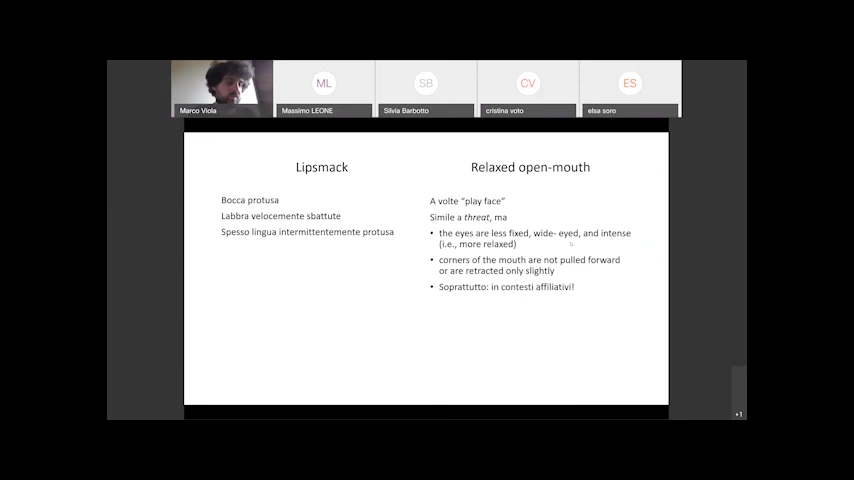 ML
SB
CV
ES
Marco Viola
Massimo LEONE
Silvia Barbotto
cristina voto
elsa soro
Lipsmack
Bocca protusa
Labbra velocemente sbattute
Spesso lingua intermittentemente protusa
Relaxed open-mouth
A volte “play face”
Simile a threat, ma
• the eyes are less fixed, wide- eyed, and intense
(i.e., more relaxed)
• corners of the mouth are not pulled forward
or are retracted only slightly
• Soprattutto: in contesti affiliativi!
+1